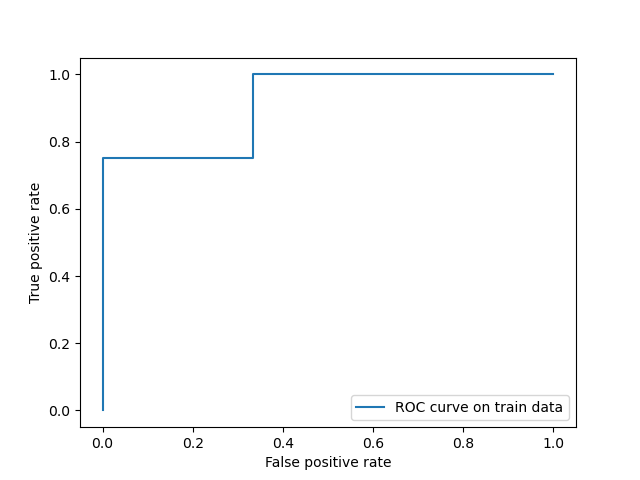 1.0
0.8
0.6
0.4
0.2
0.0
True positive rate
ROC curve on train data
0.0 0.2 0.4 0.6 0.8 1.0
False positive rate